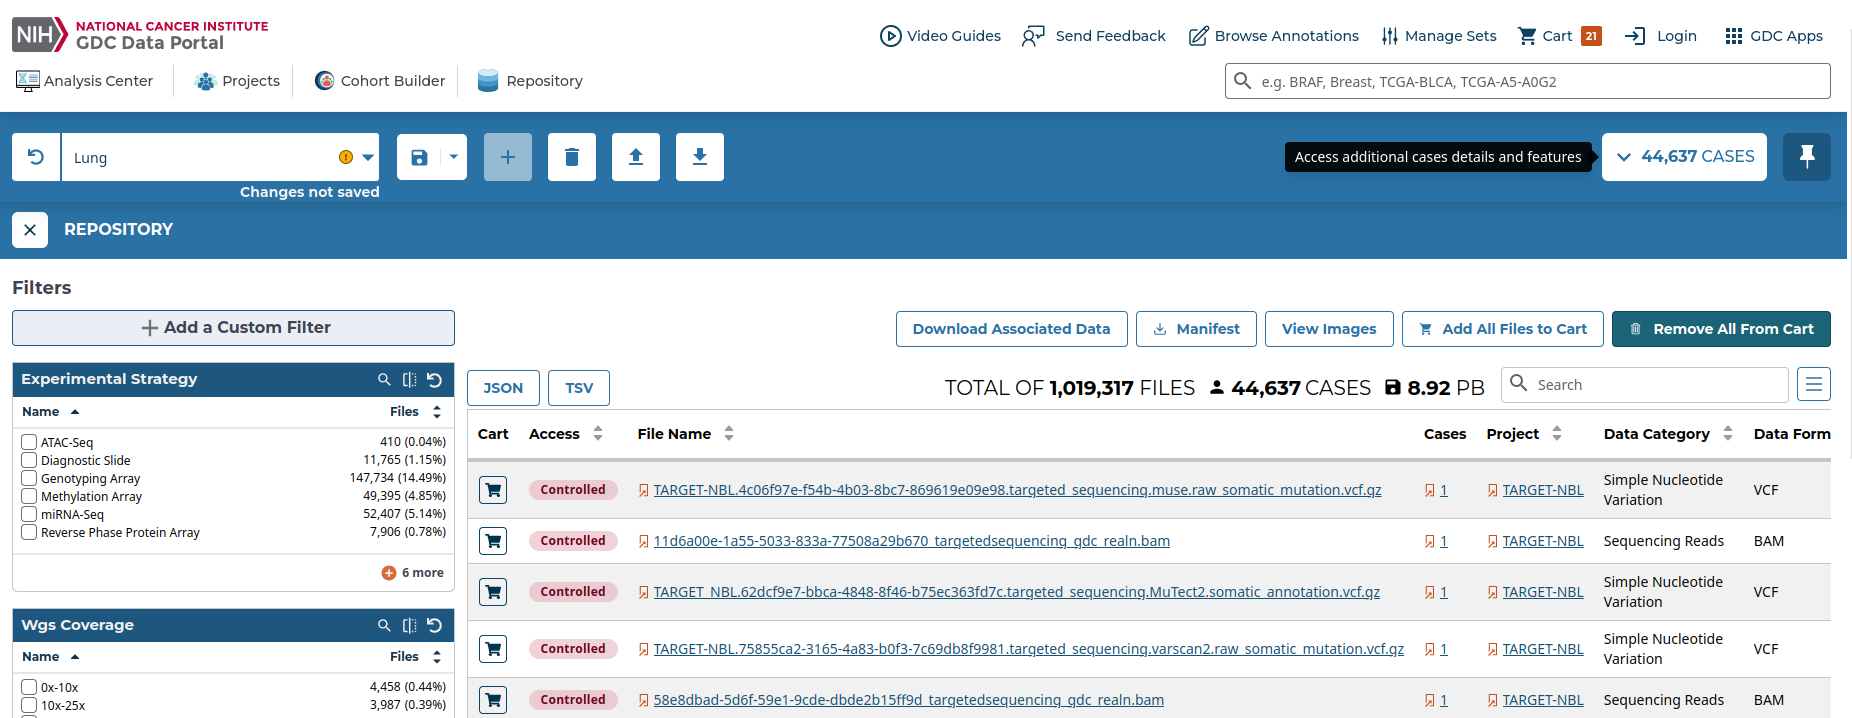 NIH NATIONAL CANCER INSTITUTE
GDC Data Portal
Video Guides Send Feedback Browse Annotations Manage Sets Cart 21 Login GDC Apps
Analysis Center Projects Cohort Builder Repository
e.g. BRAF, Breast, TCGA-BLCA, TCGA-A5-A0G2
Lung
Changes not saved
Access additional cases details and features
44,637 CASES
REPOSITORY
Filters
Add a Custom Filter
Download Associated Data Manifest View Images Add All Files to Cart Remove All From Cart
Experimental Strategy
Name Files
ATAC-Seq 410 (0.04%)
Diagnostic Slide 11,765 (1.15%)
Genotyping Array 147,734 (14.49%)
Methylation Array 49,395 (4.85%)
miRNA-Seq 52,407 (5.14%)
Reverse Phase Protein Array 7,906 (0.78%)
6 more
Wgs Coverage
Name Files
0x-10x 4,458 (0.44%)
10x-25x 3,987 (0.39%)
JSON TSV
TOTAL OF 1,019,317 FILES 44,637 CASES 8.92 PB
Search
Cart Access File Name Cases Project Data Category Data Form
Controlled TARGET-NBL.4c06f97e-f54b-4b03-8bc7-869619e09e98.targeted_sequencing.muse.raw_somatic_mutation.vcf.gz 1 TARGET-NBL Simple Nucleotide Variation VCF
Controlled 11d6a00e-1a55-5033-833a-77508a29b670_targetedsequencing_gdc_realn.bam 1 TARGET-NBL Sequencing Reads BAM
Controlled TARGET_NBL.62dcf9e7-bbca-4848-8f46-b75ec363fd7c.targeted_sequencing.MuTect2.somatic_annotation.vcf.gz 1 TARGET-NBL Simple Nucleotide Variation VCF
Controlled TARGET-NBL.75855ca2-3165-4a83-b0f3-7c69db8f9981.targeted_sequencing.varscan2.raw_somatic_mutation.vcf.gz 1 TARGET-NBL Simple Nucleotide Variation VCF
Controlled 58e8dbad-5d6f-59e1-9cde-dbde2b15ff9d_targetedsequencing_gdc_realn.bam 1 TARGET-NBL Sequencing Reads BAM